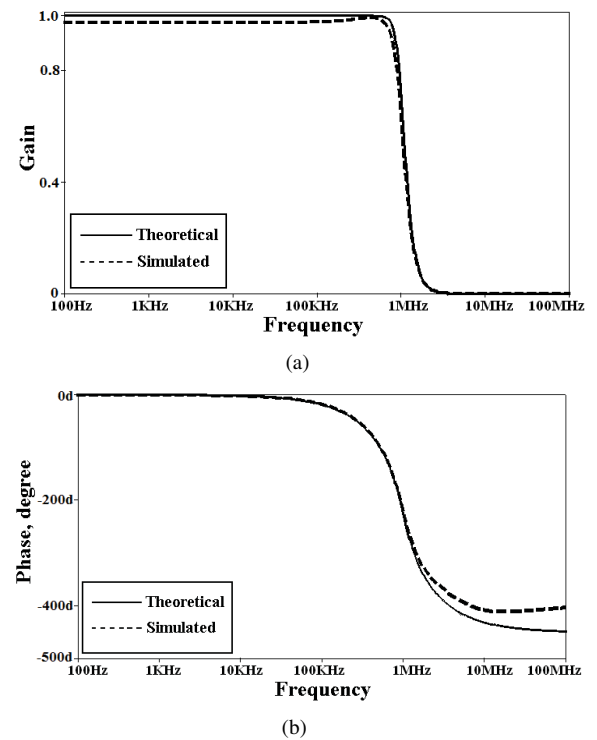 1.0
0.8
Gain
0.4
Theoretical
Simulated
0
100Hz 1KHz 10KHz 100KHz 1MHz 10MHz 100MHz
Frequency
(a)
0d
-200d
Phase, degree
-400d
Theoretical
Simulated
-500d
100Hz 1KHz 10KHz 100KHz 1MHz 10MHz 100MHz
Frequency
(b)